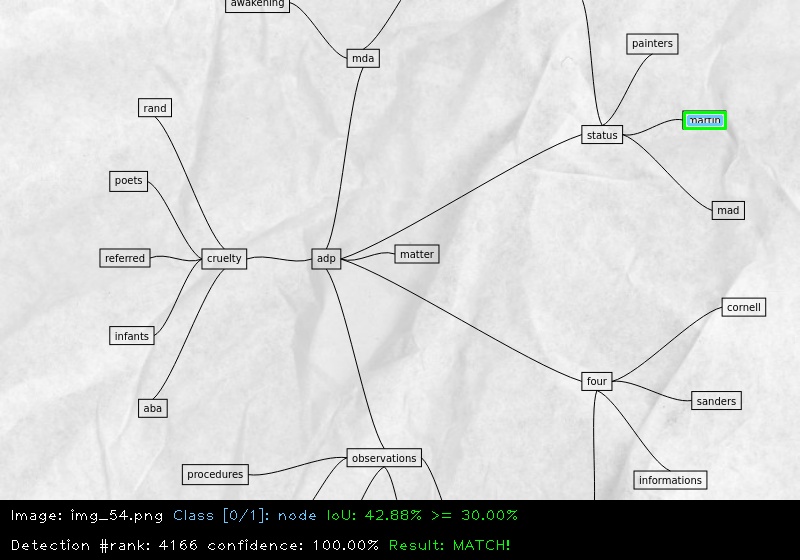 awakening
painters
mda
rand
martin
status
poets
mad
matter
referred
cruelty
adp
cornell
infants
four
sanders
aba
observations
procedures
informations
Image: img_54.png Class [0/1]: node IoU: 42.88% >= 30.00%
Detection #rank: 4166 confidence: 100.00% Result: MATCH!